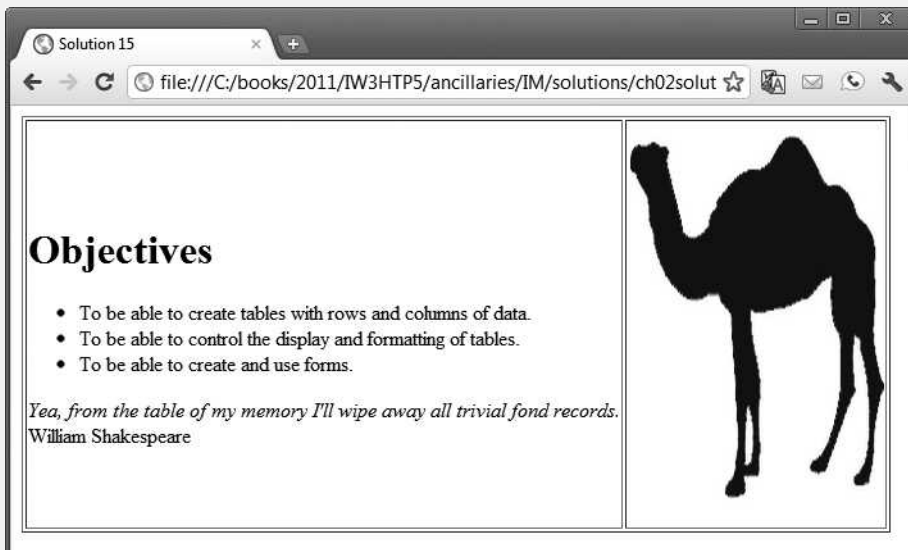 Solution 15
file:///C:/books/2011/IW3HTP5/ancillaries/IM/solutions/ch02solut
Objectives
To be able to create tables with rows and columns of data.
To be able to control the display and formatting of tables.
To be able to create and use forms.
Yea, from the table of my memory I'll wipe away all trivial fond records.
William Shakespeare